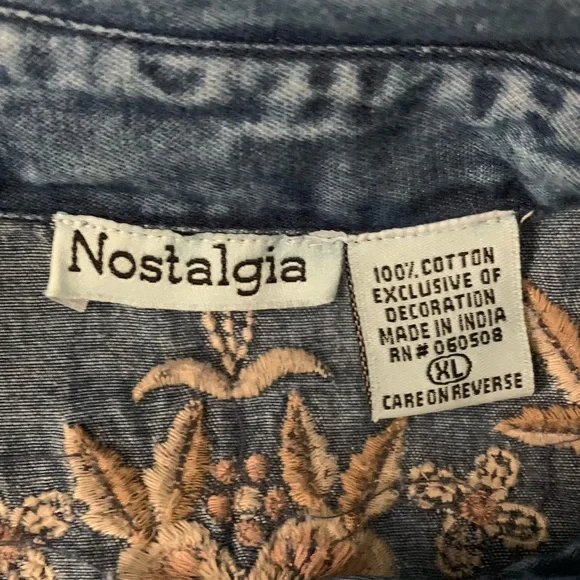 Nostalgia
100% COTTON
EXCLUSIVE OF
DECORATION
MADE IN INDIA
RN# 060508
XL
CARE ON REVERSE